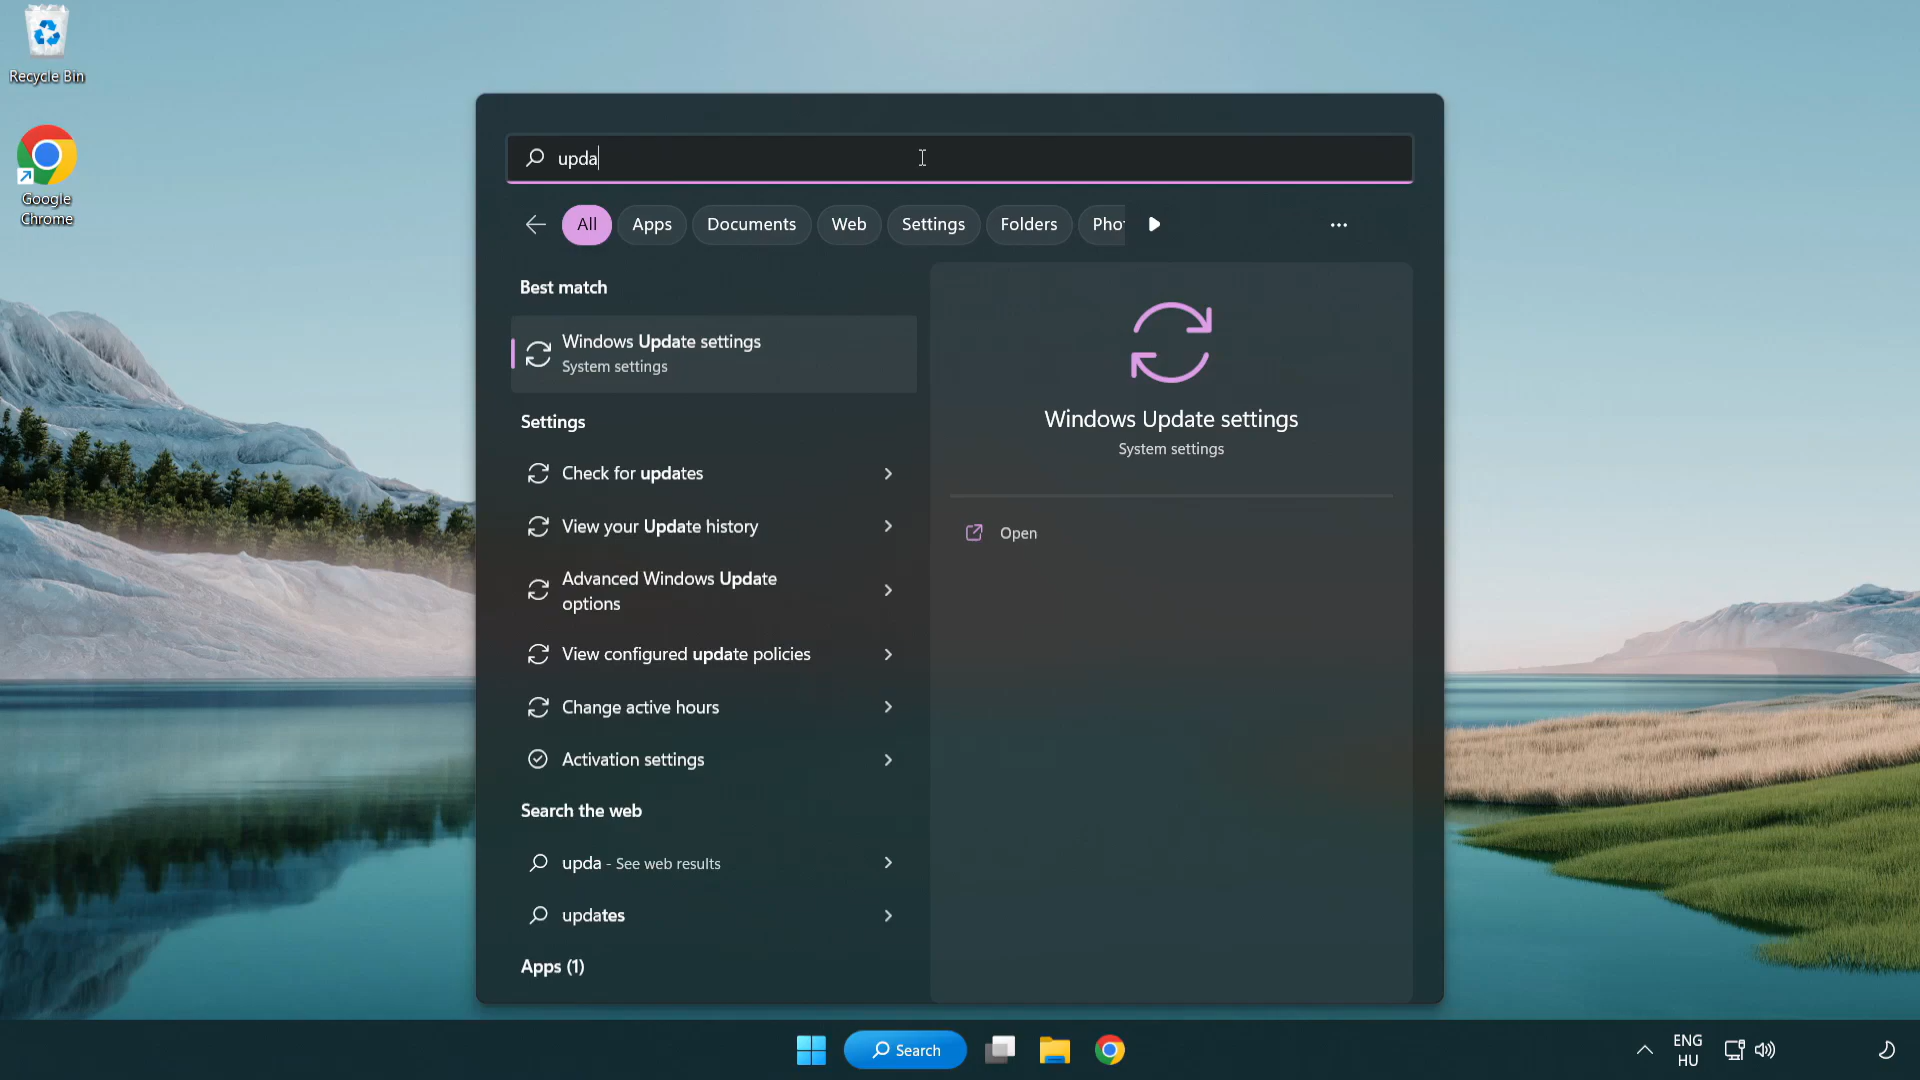 Recycle Bin
Google
Chrome
upda
All
Apps
Documents
Web
Settings
Folders
Best match
Windows Update settings
System settings
Settings
Check for updates
View your Update history
Advanced Windows Update
options
View configured update policies
Change active hours
Activation settings
Search the web
upda - See web results
updates
Apps (1)
Windows Update settings
System settings
Open
Search
ENG
HU